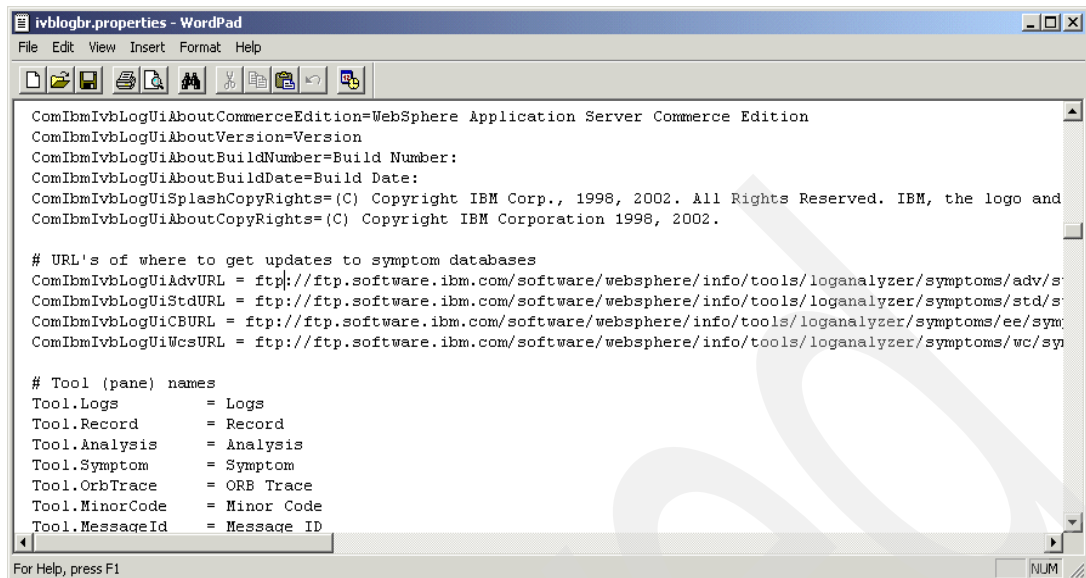 ivblogbr.properties - WordPad
File Edit View Insert Format Help
ComIbmIvbLogUiAboutCommerceEdition=WebSphere Application Server Commerce Edition
ComIbmIvbLogUiAboutVersion=Version
ComIbmIvbLogUiAboutBuildNumber=Build Number:
ComIbmIvbLogUiAboutBuildDate=Build Date:
ComIbmIvbLogUiSplashCopyRights=(C) Copyright IBM Corp., 1998, 2002. All Rights Reserved. IBM, the logo and
ComIbmIvbLogUiAboutCopyRights=(C) Copyright IBM Corporation 1998, 2002.
# URL's of where to get updates to symptom databases
ComIbmIvbLogUiAdvURL = ftp://ftp.software.ibm.com/software/websphere/info/tools/loganalyzer/symptoms/adv/s
ComIbmIvbLogUiStdURL = ftp://ftp.software.ibm.com/software/websphere/info/tools/loganalyzer/symptoms/std/s
ComIbmIvbLogUiCBURL = ftp://ftp.software.ibm.com/software/websphere/info/tools/loganalyzer/symptoms/ee/sym
ComIbmIvbLogUiWcsURL = ftp://ftp.software.ibm.com/software/websphere/info/tools/loganalyzer/symptoms/wc/sy
# Tool (pane) names
Tool.Logs = Logs
Tool.Record = Record
Tool.Analysis = Analysis
Tool.Symptom = Symptom
Tool.OrbTrace = ORB Trace
Tool.MinorCode = Minor Code
Tool.MessageId = Message ID
For Help, press F1
NUM